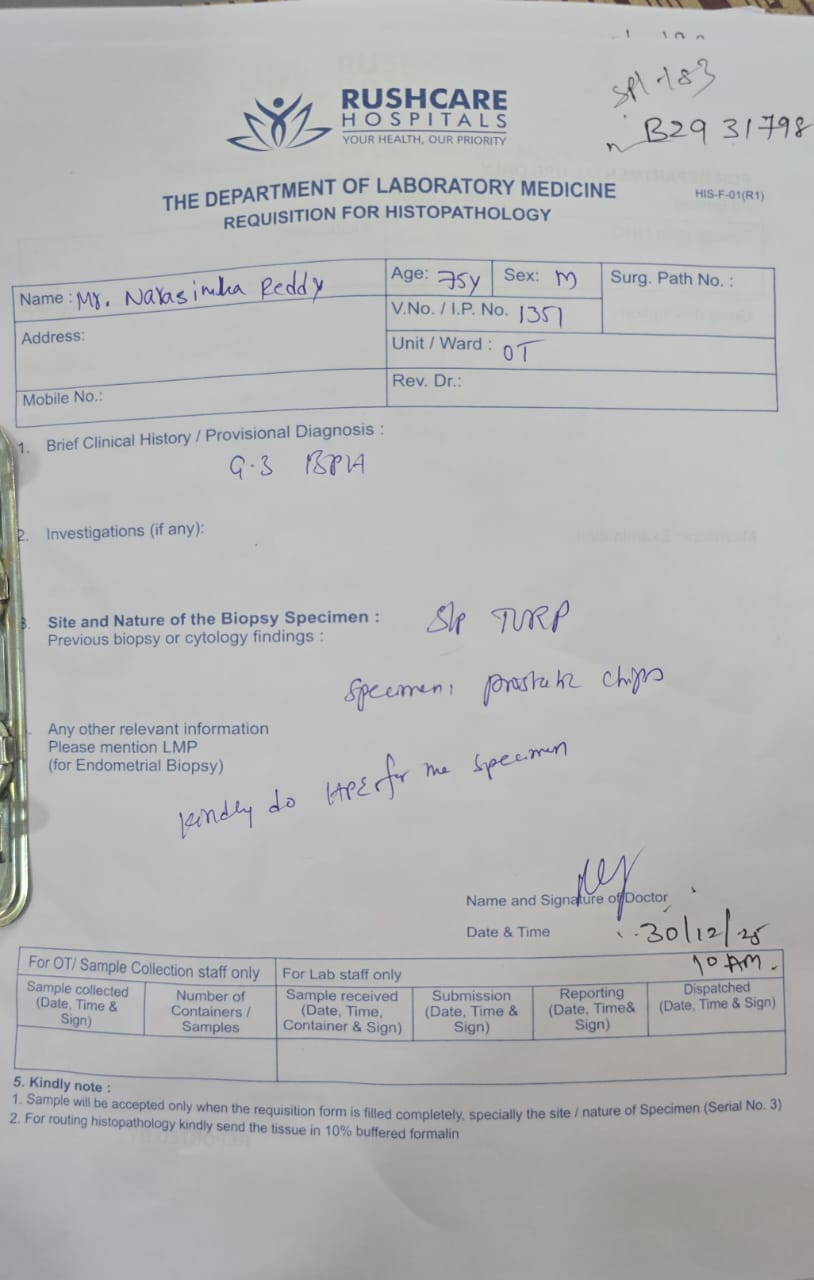 spl 183
B29 31798
RUSHCARE
HOSPITALS
YOUR HEALTH, OUR PRIORITY
THE DEPARTMENT OF LABORATORY MEDICINE
HIS-F-01(R1)
REQUISITION FOR HISTOPATHOLOGY
Name : Mr. Narasimha Reddy
Age: 75y
Sex: M
Surg. Path No. :
V.No. / I.P. No. 1351
Address:
Unit / Ward : OT
Mobile No.:
Rev. Dr.:
1. Brief Clinical History / Provisional Diagnosis :
G.3 BPH
2. Investigations (if any):
3. Site and Nature of the Biopsy Specimen : S/p TURP
Previous biopsy or cytology findings :
Specimen: prostate chips
Any other relevant information
Please mention LMP
(for Endometrial Biopsy)
Kindly do HPE for the specimen
Name and Signature of Doctor
Date & Time 30/12/25
10 AM.
For OT/ Sample Collection staff only
For Lab staff only
Sample collected
(Date, Time &
Sign)
Number of
Containers /
Samples
Sample received
(Date, Time,
Container & Sign)
Submission
(Date, Time &
Sign)
Reporting
(Date, Time&
Sign)
Dispatched
(Date, Time & Sign)
5. Kindly note :
1. Sample will be accepted only when the requisition form is filled completely, specially the site / nature of Specimen (Serial No. 3)
2. For routing histopathology kindly send the tissue in 10% buffered formalin